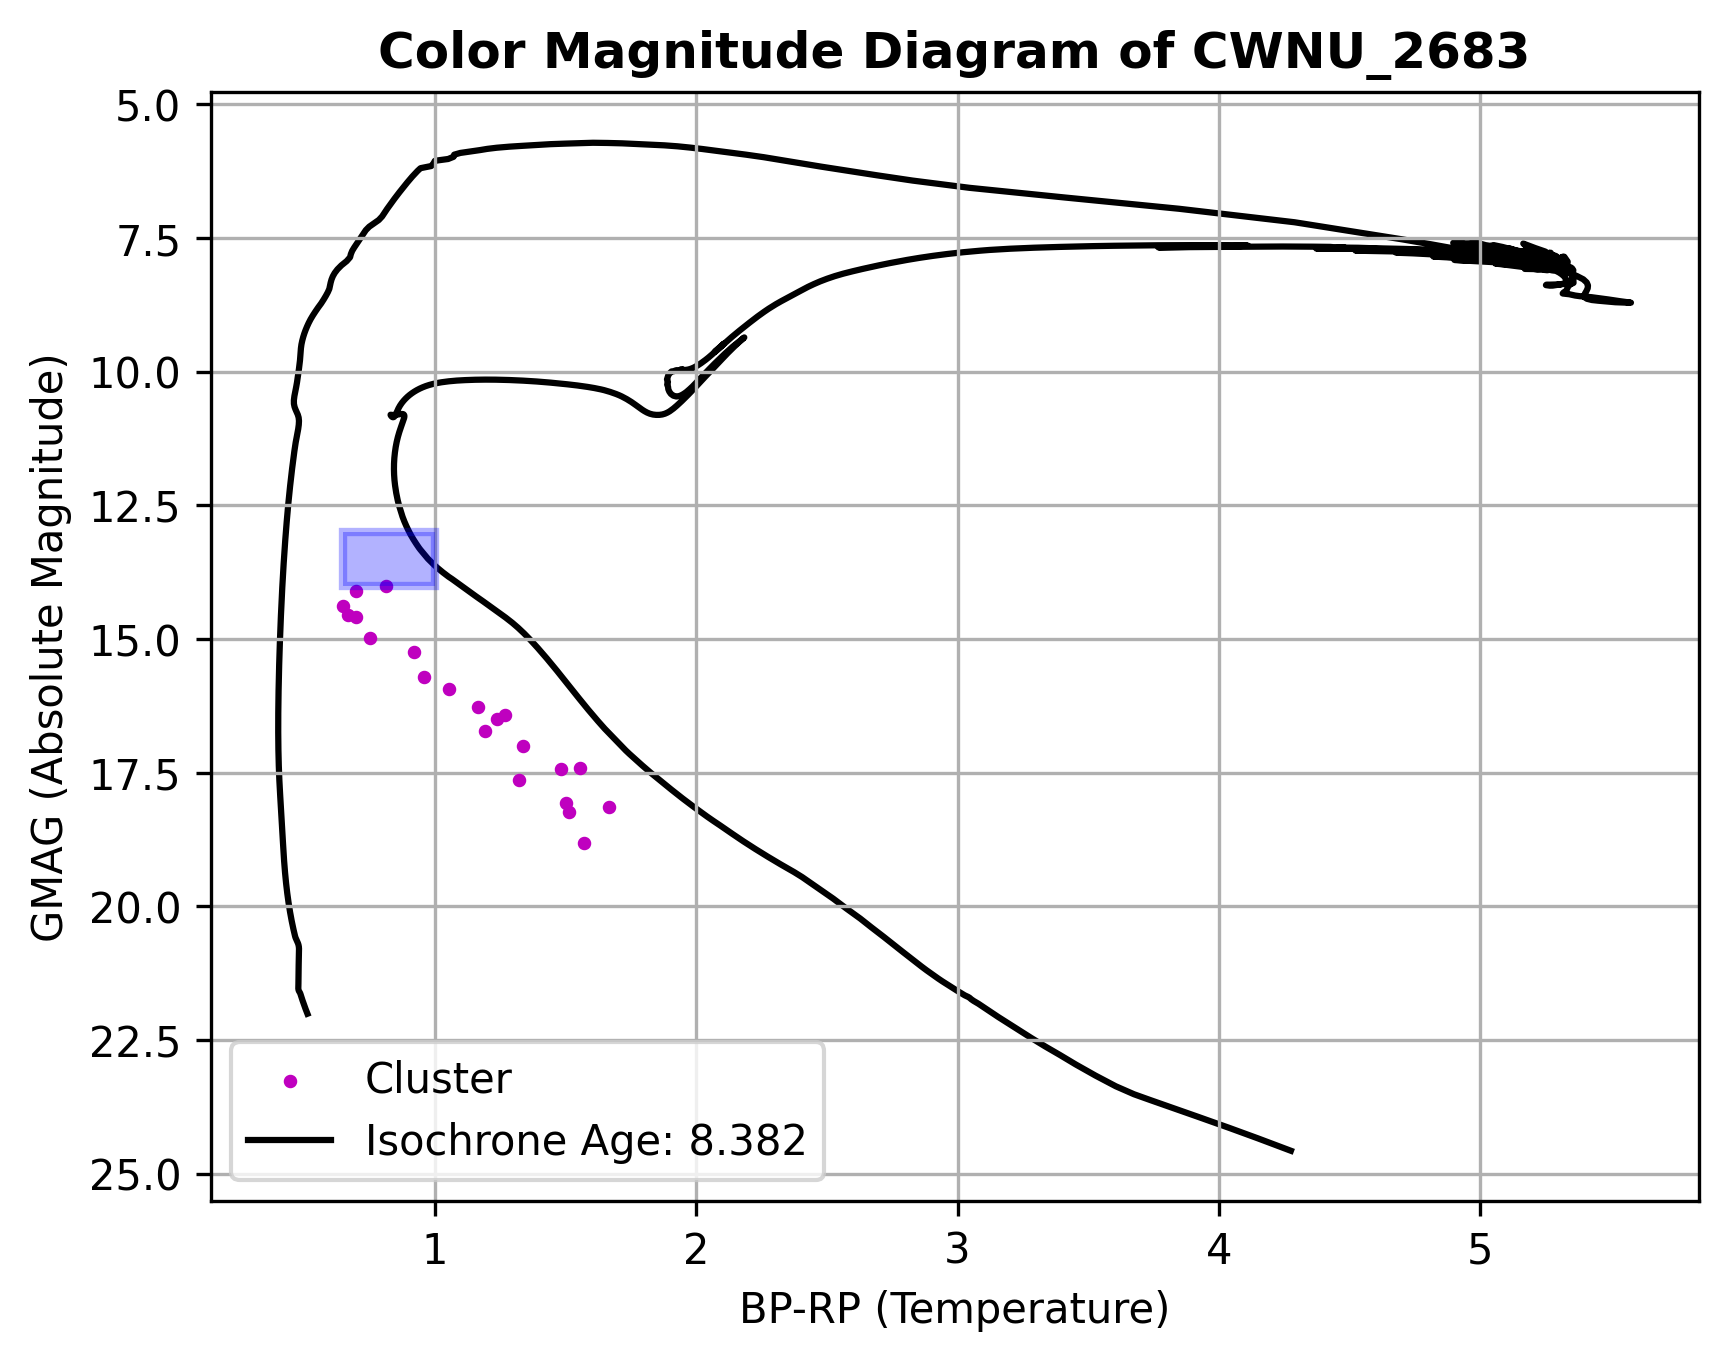 Color Magnitude Diagram of CWNU_2683
GMAG (Absolute Magnitude)
5.0
7.5
10.0
12.5
15.0
17.5
20.0
22.5
25.0
Cluster
Isochrone Age: 8.382
1 2 3 4 5
BP-RP (Temperature)